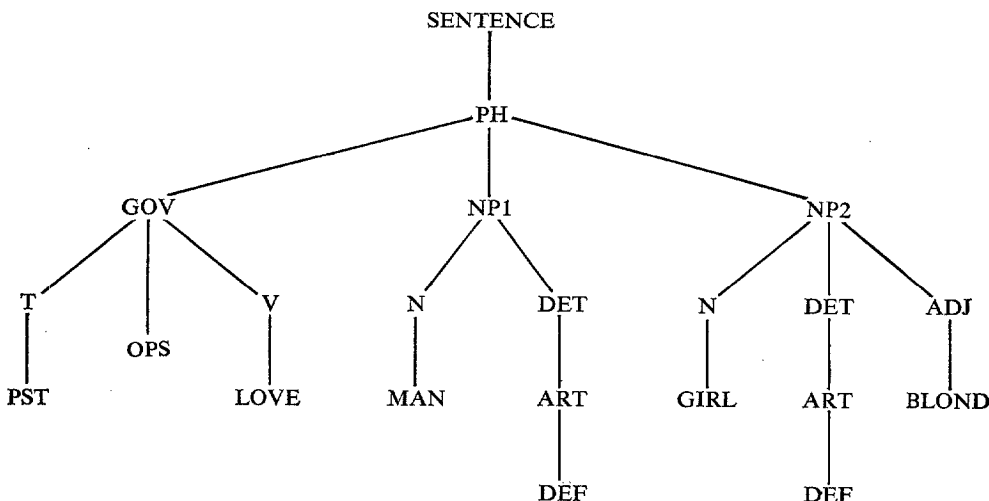 SENTENCE
PH
GOV NP1 NP2
T V N DET N DET ADJ
OPS
PST LOVE MAN ART GIRL ART BLOND
DEF DEF